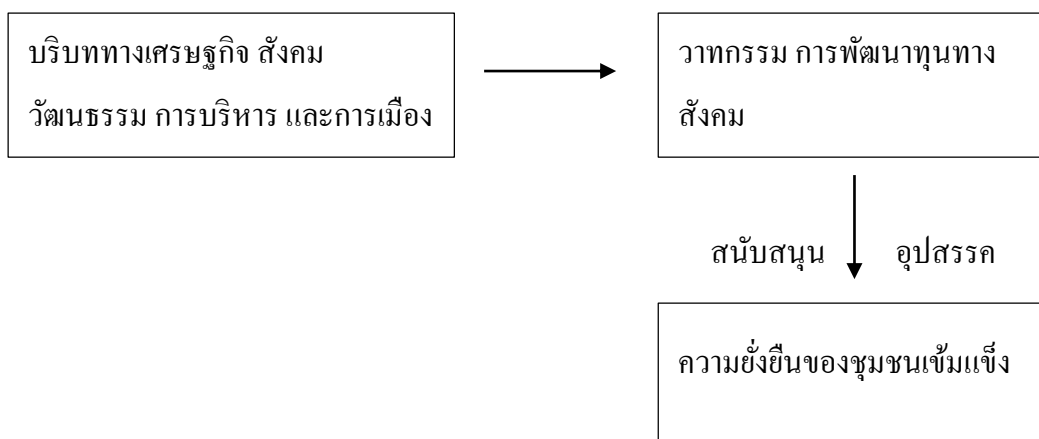 บริบททางเศรษฐกิจ สังคม
วัฒนธรรม การบริหาร และการเมือง
วาทกรรม การพัฒนาทุนทาง
สังคม
สนับสนุน อุปสรรค
ความยั่งยืนของชุมชนเข้มแข็ง